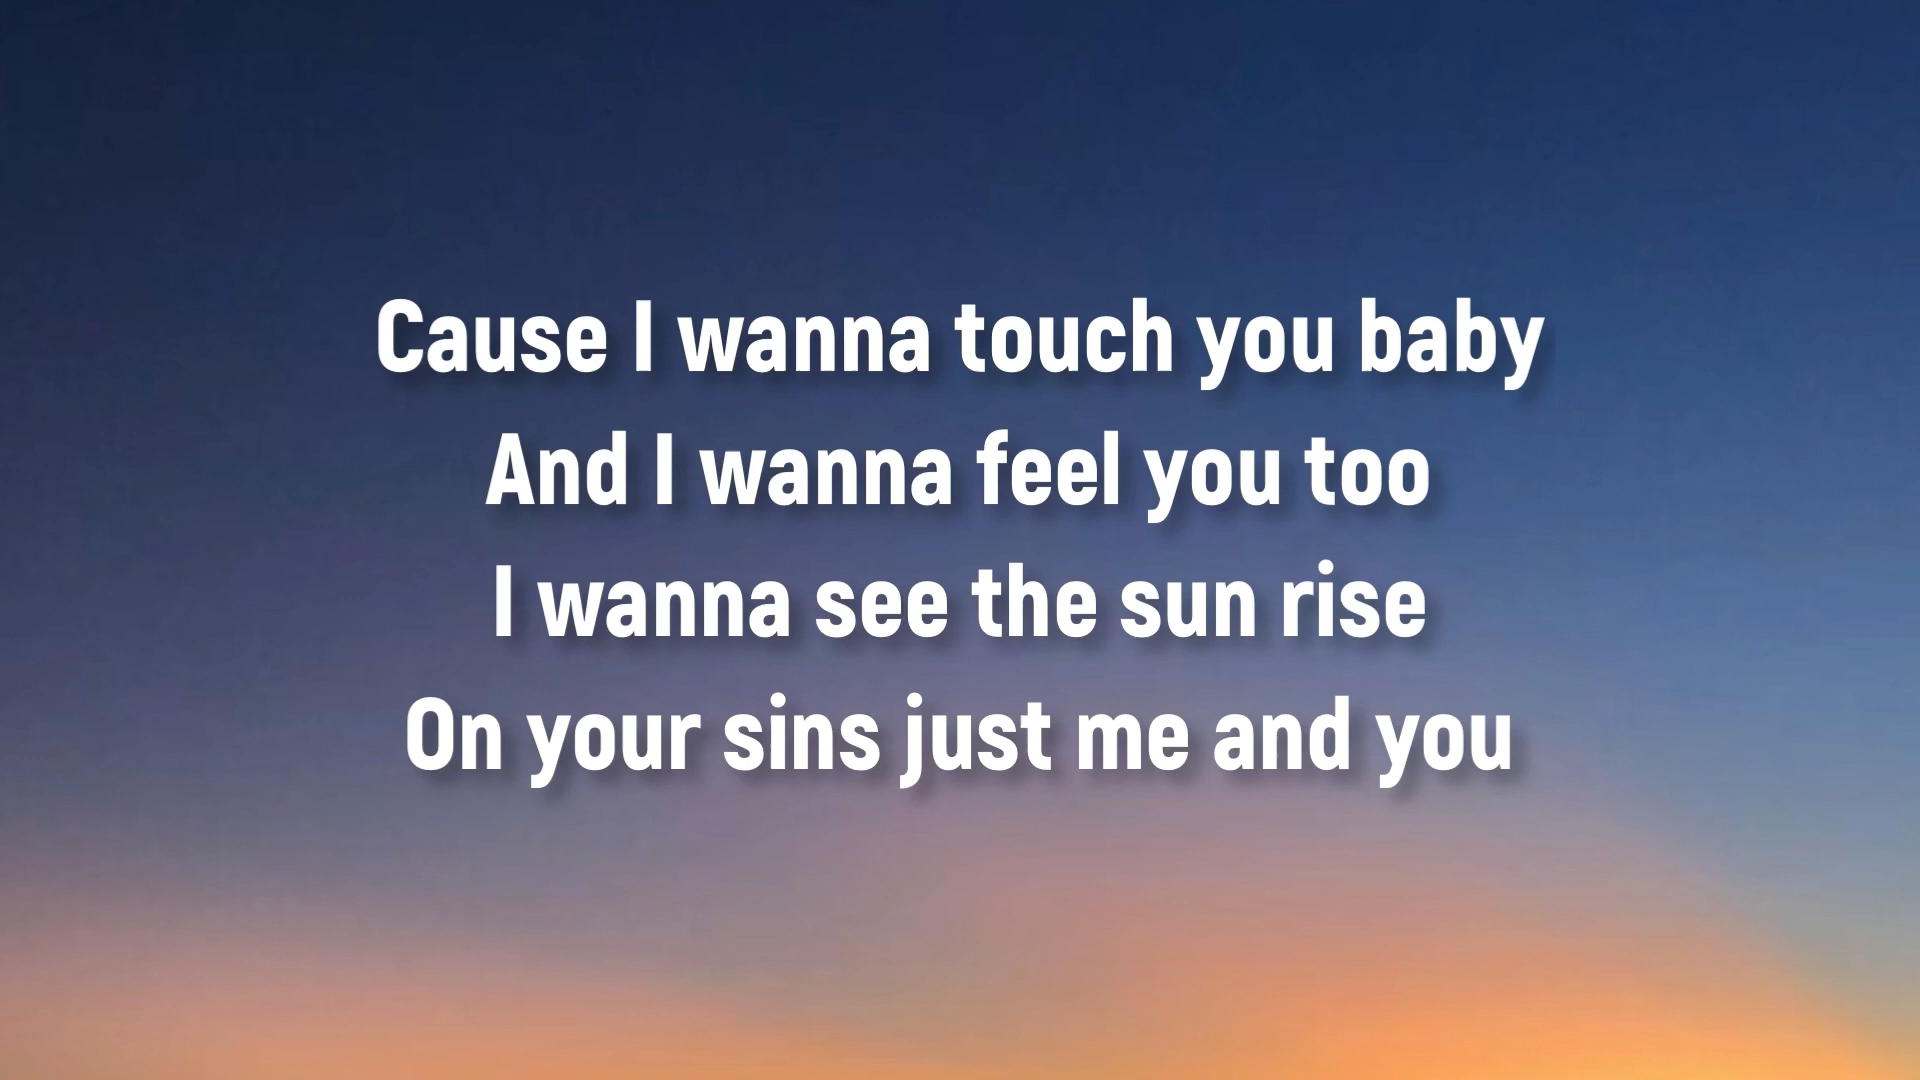 Cause I wanna touch you baby
And I wanna feel you too
I wanna see the sun rise
On your sins just me and you